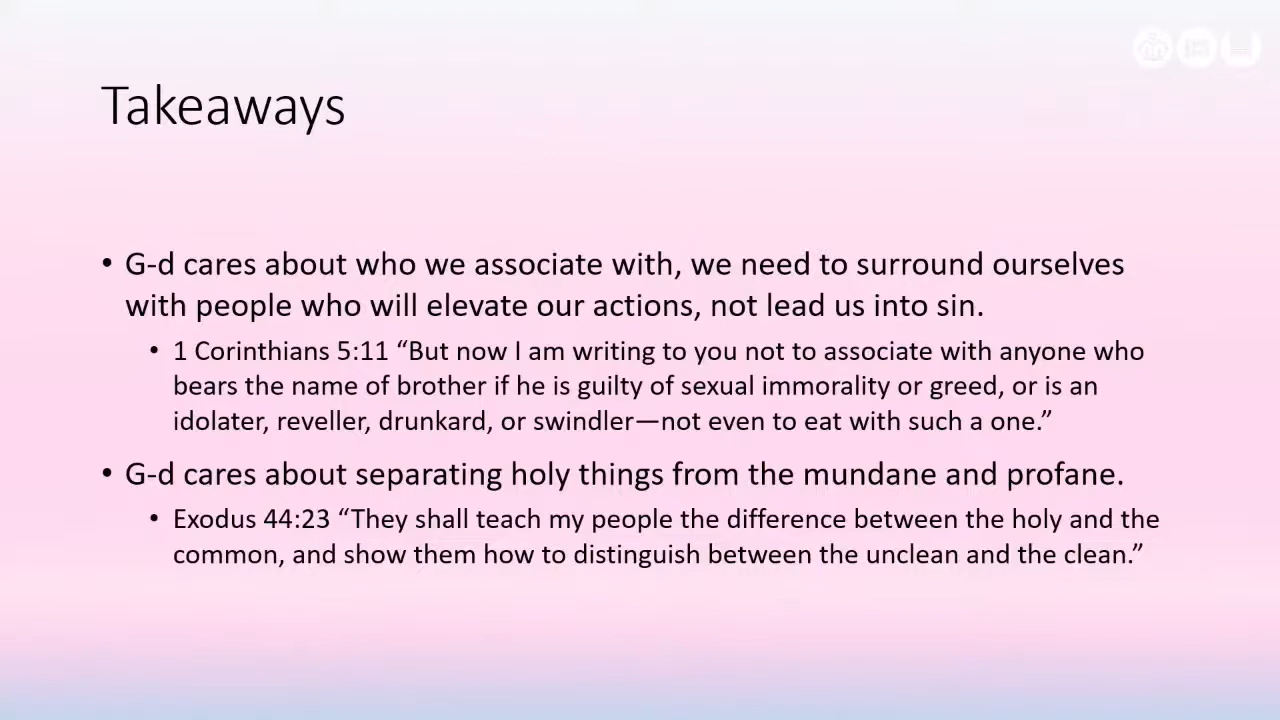 Takeaways
• G-d cares about who we associate with, we need to surround ourselves
with people who will elevate our actions, not lead us into sin.
• 1 Corinthians 5:11 “But now I am writing to you not to associate with anyone who
bears the name of brother if he is guilty of sexual immorality or greed, or is an
idolater, reveller, drunkard, or swindler—not even to eat with such a one.”
• G-d cares about separating holy things from the mundane and profane.
• Exodus 44:23 “They shall teach my people the difference between the holy and the
common, and show them how to distinguish between the unclean and the clean.”